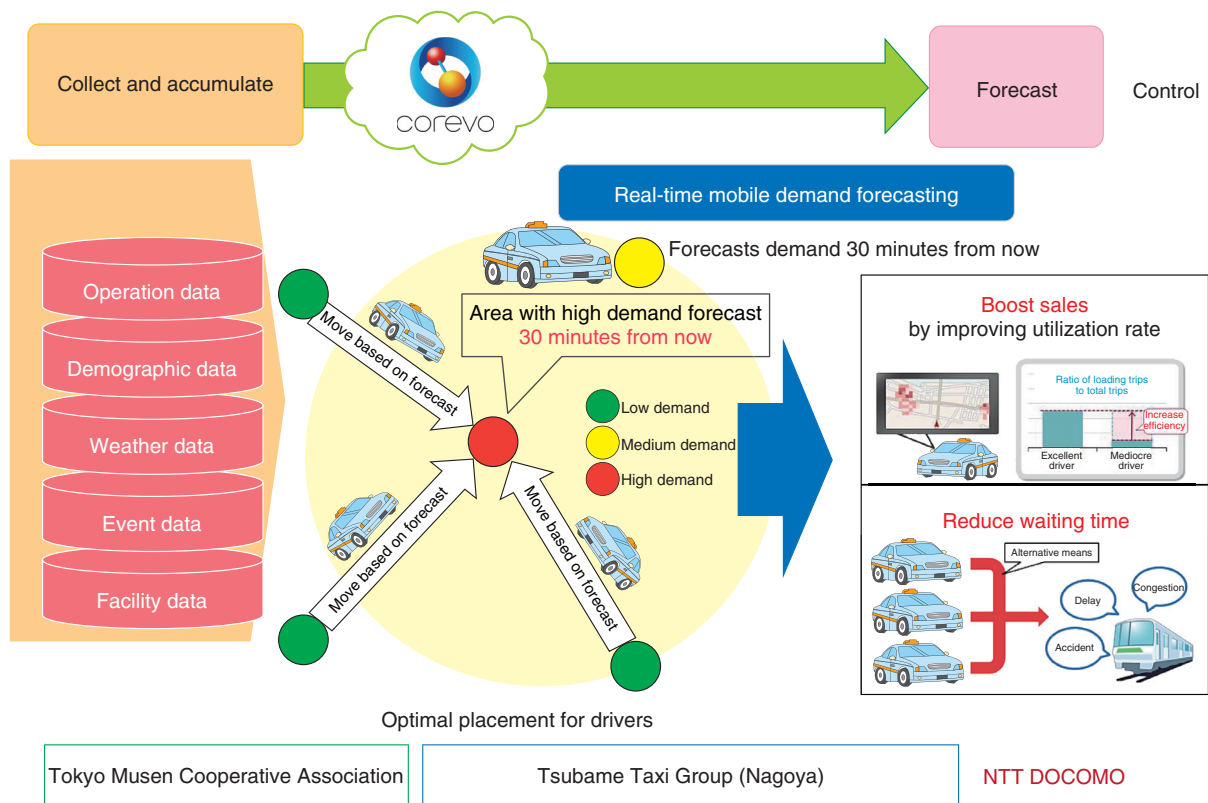 Collect and accumulate
corevo
Forecast
Control
Real-time mobile demand forecasting
Forecasts demand 30 minutes from now
Operation data
Demographic data
Weather data
Event data
Facility data
Move based on forecast
Area with high demand forecast
30 minutes from now
Low demand
Medium demand
High demand
Move based on forecast
Move based on forecast
Boost sales
by improving utilization rate
Ratio of loading trips
to total trips
Increase
efficiency
Excellent
driver
Mediocre
driver
Reduce waiting time
Alternative means
Congestion
Delay
Accident
Optimal placement for drivers
Tokyo Musen Cooperative Association
Tsubame Taxi Group (Nagoya)
NTT DOCOMO